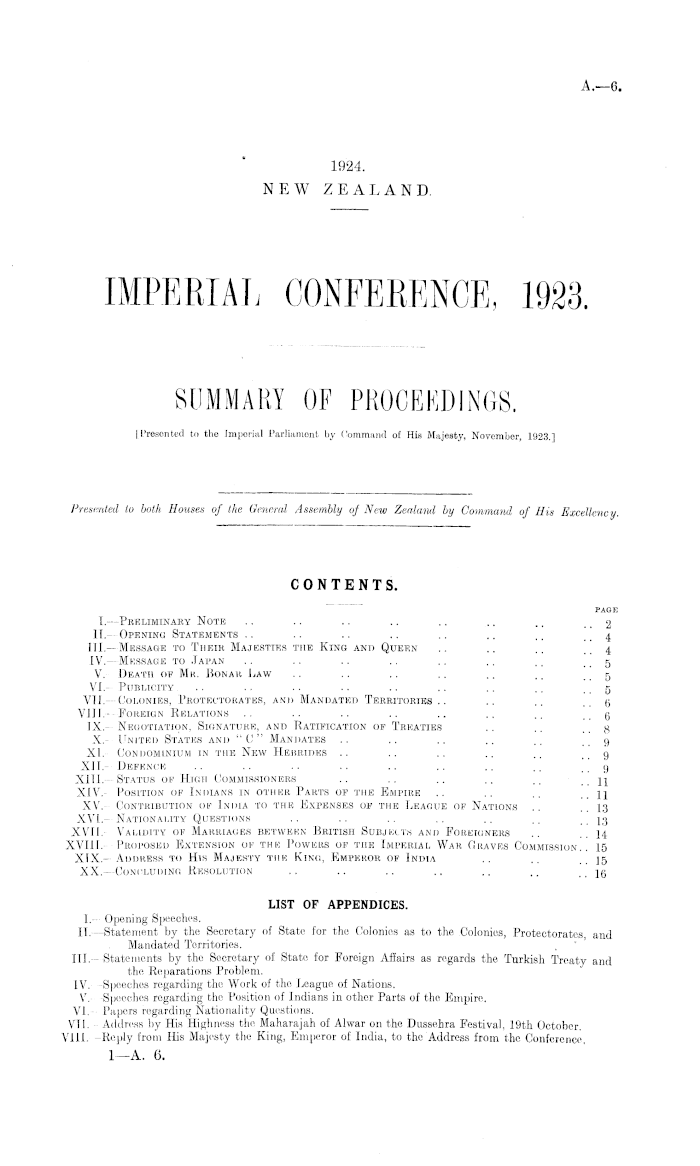 A.—6.
1924.
NEW ZEALAND.
IMPERIAL CONFERENCE, 1923.
SUMMARY OF PROCEEDINGS.
[Presented to the Imperial Parliament by Command of His Majesty, November, 1923.]
Presented to both Houses of the General Assembly of New Zealand by Command of His Excellency.
CONTENTS.
PAGE
I.—PRELIMINARY NOTE .. .. .. .. .. .. .. .. 2
II.—OPENING STATEMENTS .. .. .. .. .. .. .. .. 4
III.—MESSAGE TO THEIR MAJESTIES THE KING AND QUEEN .. .. .. .. 4
IV.—MESSAGE TO JAPAN .. .. .. .. .. .. .. .. 5
V.—DEATH OF MR. BONAR LAW .. .. .. .. .. .. .. 5
VI.—PUBLICITY .. .. .. .. .. .. .. .. .. 5
VII.—COLONIES, PROTECTORATES, AND MANDATED TERRITORIES .. .. .. .. 6
VIII.—FOREIGN RELATIONS .. .. .. .. .. .. .. .. 6
IX.—NEGOTIATION, SIGNATURE, AND RATIFICATION OF TREATIES .. .. .. 8
X.—UNITED STATES AND "C" MANDATES .. .. .. .. .. .. 9
XI.—CONDOMINIUM IN THE NEW HEBRIDES .. .. .. .. .. .. 9
XII.—DEFENCE .. .. .. .. .. .. .. .. .. 9
XIII.—STATUS OF HIGH COMMISSIONERS .. .. .. .. .. .. 11
XIV.—POSITION OF INDIANS IN OTHER PARTS OF THE EMPIRE .. .. .. .. 11
XV.—CONTRIBUTION OF INDIA TO THE EXPENSES OF THE LEAGUE OF NATIONS .. .. 13
XVI.—NATIONALITY QUESTIONS .. .. .. .. .. .. .. 13
XVII.—VALIDITY OF MARRIAGES BETWEEN BRITISH SUBJECTS AND FOREIGNERS .. .. 14
XVIII.—PROPOSED EXTENSION OF THE POWERS OF THE IMPERIAL WAR GRAVES COMMISSION .. 15
XIX.—ADDRESS TO HIS MAJESTY THE KING, EMPEROR OF INDIA .. .. .. 15
XX.—CONCLUDING RESOLUTION .. .. .. .. .. .. .. 16
LIST OF APPENDICES.
I.—Opening Speeches.
II.—Statement by the Secretary of State for the Colonies as to the Colonies, Protectorates, and
Mandated Territories.
III.—Statements by the Secretary of State for Foreign Affairs as regards the Turkish Treaty and
the Reparations Problem.
IV.—Speeches regarding the Work of the League of Nations.
V.—Speeches regarding the Position of Indians in other Parts of the Empire.
VI.—Papers regarding Nationality Questions.
VII.—Address by His Highness the Maharajah of Alwar on the Dussehra Festival, 19th October.
VIII.—Reply from His Majesty the King, Emperor of India, to the Address from the Conference.
1—A. 6.